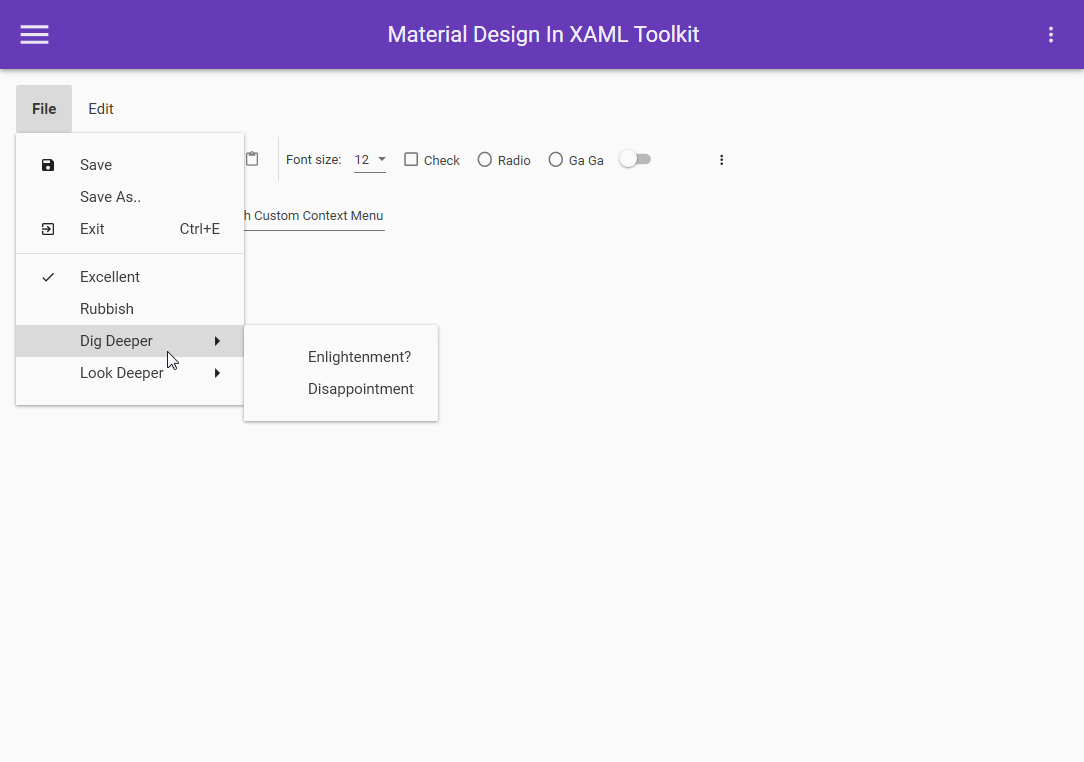 Material Design In XAML Toolkit
File Edit
Font size: 12 Check Radio Ga Ga
Save
Save As..
Custom Context Menu
Exit Ctrl+E
Excellent
Rubbish
Dig Deeper
Enlightenment?
Look Deeper
Disappointment